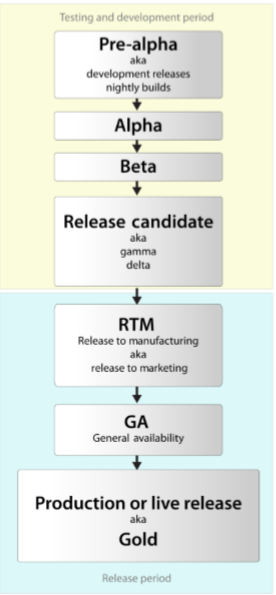 Testing and development period
Pre-alpha
aka
development releases
nightly builds
Alpha
Beta
Release candidate
aka
gamma
delta
RTM
Release to manufacturing
aka
release to marketing
GA
General availability
Production or live release
aka
Gold
Release period